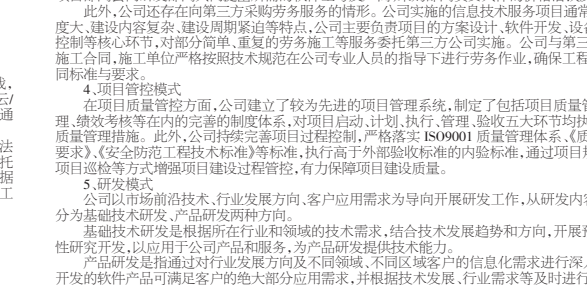 此外,公司还存在向第三方采购劳务服务的情形。公司实施的信息技术服务项目通常
度大、建设内容复杂、建设周期紧迫等特点,公司主要负责项目的方案设计、软件开发、设备
控制等核心环节,对部分简单、重复的劳务施工等服务委托第三方公司实施。公司与第三
施工合同,施工单位严格按照技术规范在公司专业人员的指导下进行劳务作业,确保工程
同标准与要求。
4、项目管控模式
在项目质量管控方面,公司建立了较为先进的项目管理系统,制定了包括项目质量管
理、绩效考核等在内的完善的制度体系,对项目启动、计划、执行、管理、验收五大环节均执
质量管理措施。此外,公司持续完善项目过程控制,严格落实 ISO9001 质量管理体系、《质
要求》、《安全防范工程技术标准》等标准,执行高于外部验收标准的内验标准,通过项目
项目巡检等方式增强项目建设过程管控,有力保障项目建设质量。
5、研发模式
公司以市场前沿技术、行业发展方向、客户应用需求为导向开展研发工作,从研发内容
分为基础技术研发、产品研发两种方向。
基础技术研发是根据所在行业和领域的技术需求,结合技术发展趋势和方向,开展预
性研究开发,以应用于公司产品和服务,为产品研发提供技术能力。
产品研发是指通过对行业发展方向及不同领域、不同区域客户的信息化需求进行深入
开发的软件产品可满足客户的绝大部分应用需求,并根据技术发展、行业需求等及时进行
云/
通
法
托
据
工